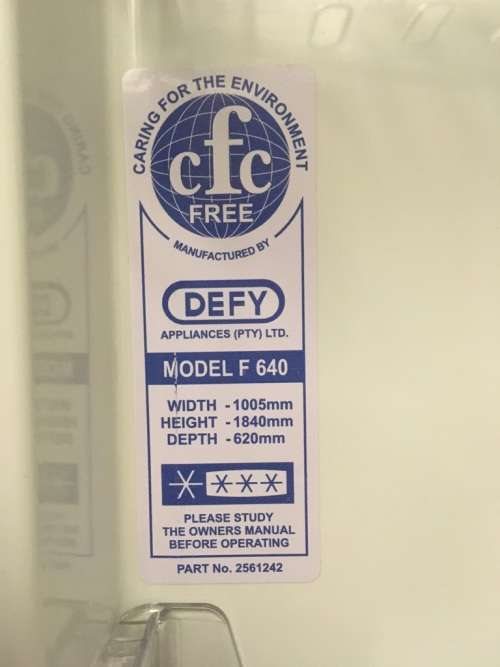 CARING FOR THE ENVIRONMENT
cfc
FREE
MANUFACTURED BY
DEFY
APPLIANCES (PTY) LTD.
MODEL F 640
WIDTH - 1005mm
HEIGHT - 1840mm
DEPTH - 620mm
PLEASE STUDY
THE OWNERS MANUAL
BEFORE OPERATING
PART No. 2561242